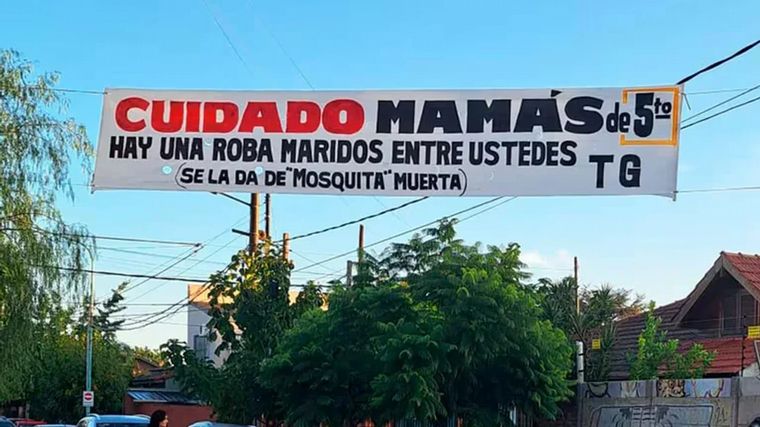 CUIDADO MAMÁS de 5to
HAY UNA ROBA MARIDOS ENTRE USTEDES
(SE LA DA DE "MOSQUITA" MUERTA)
TG